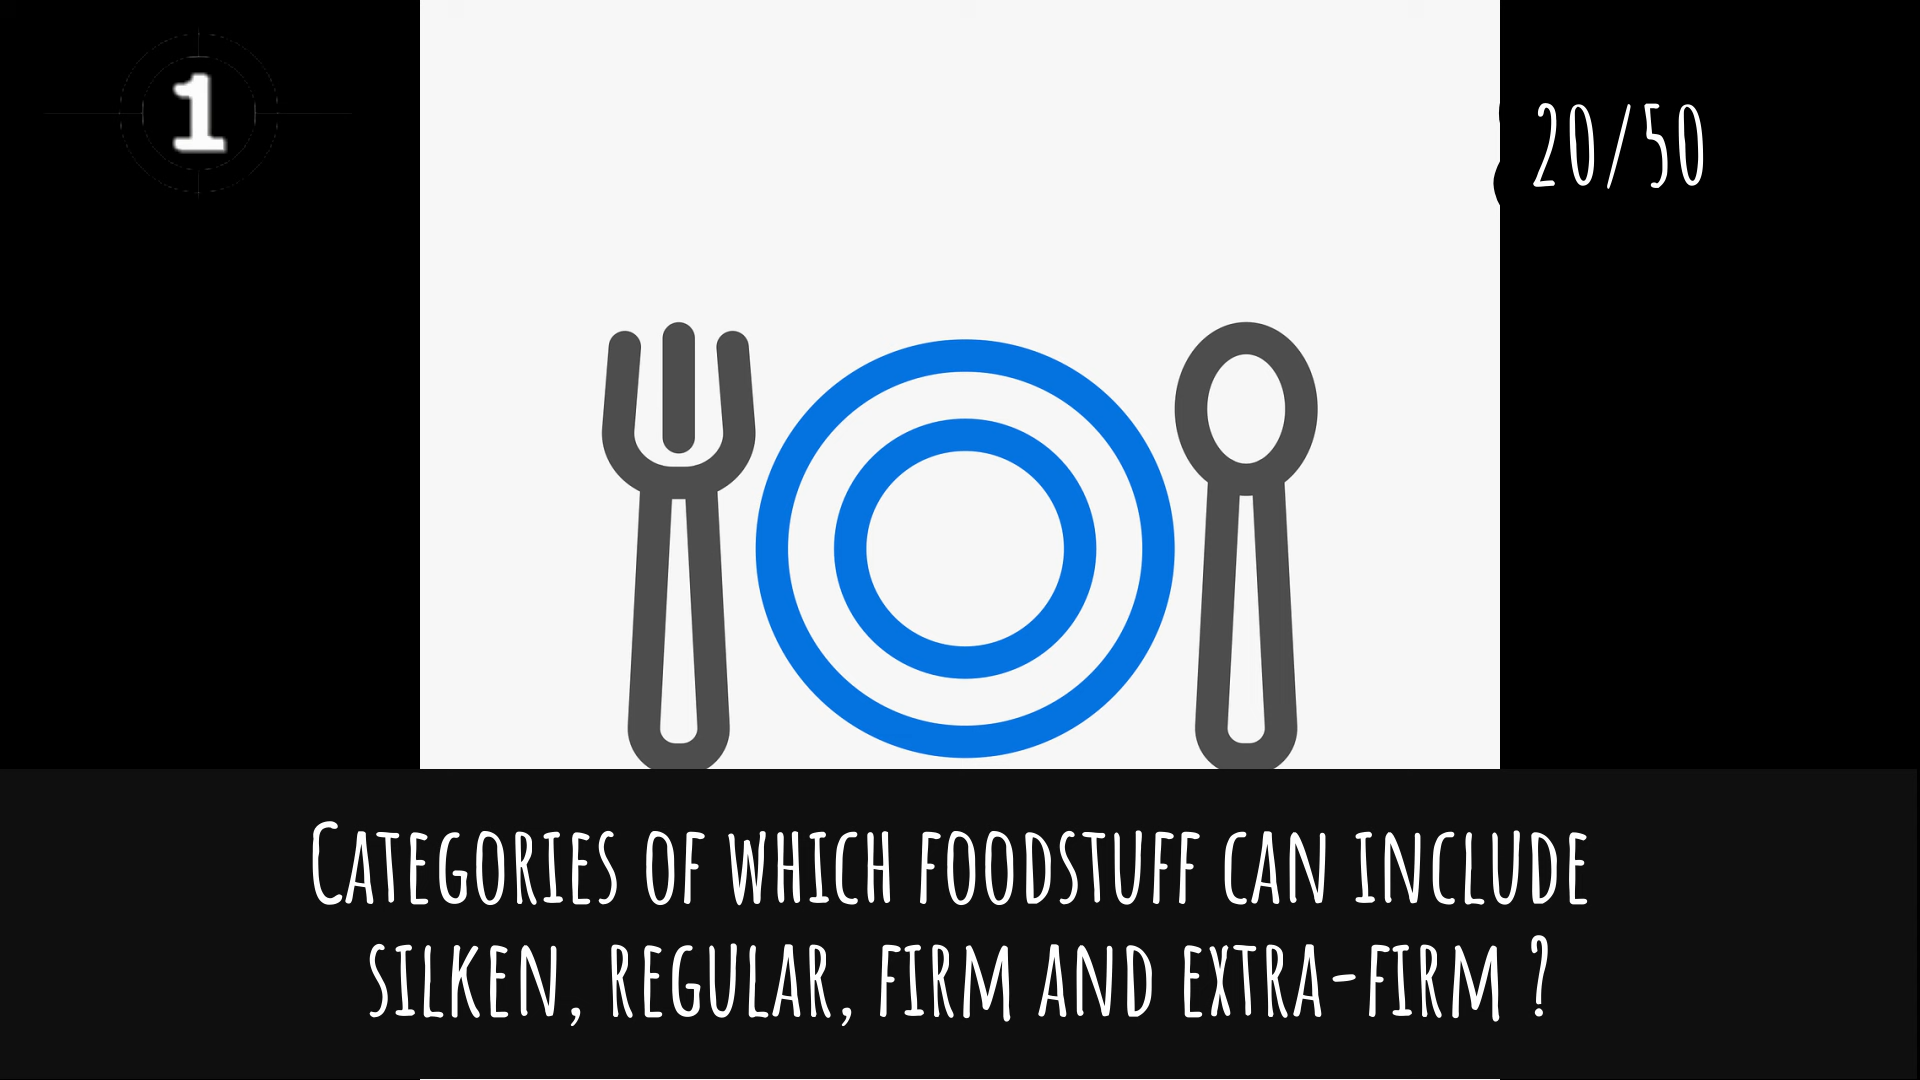 1
20/50
Categories of which foodstuff can include
silken, regular, firm and extra-firm ?